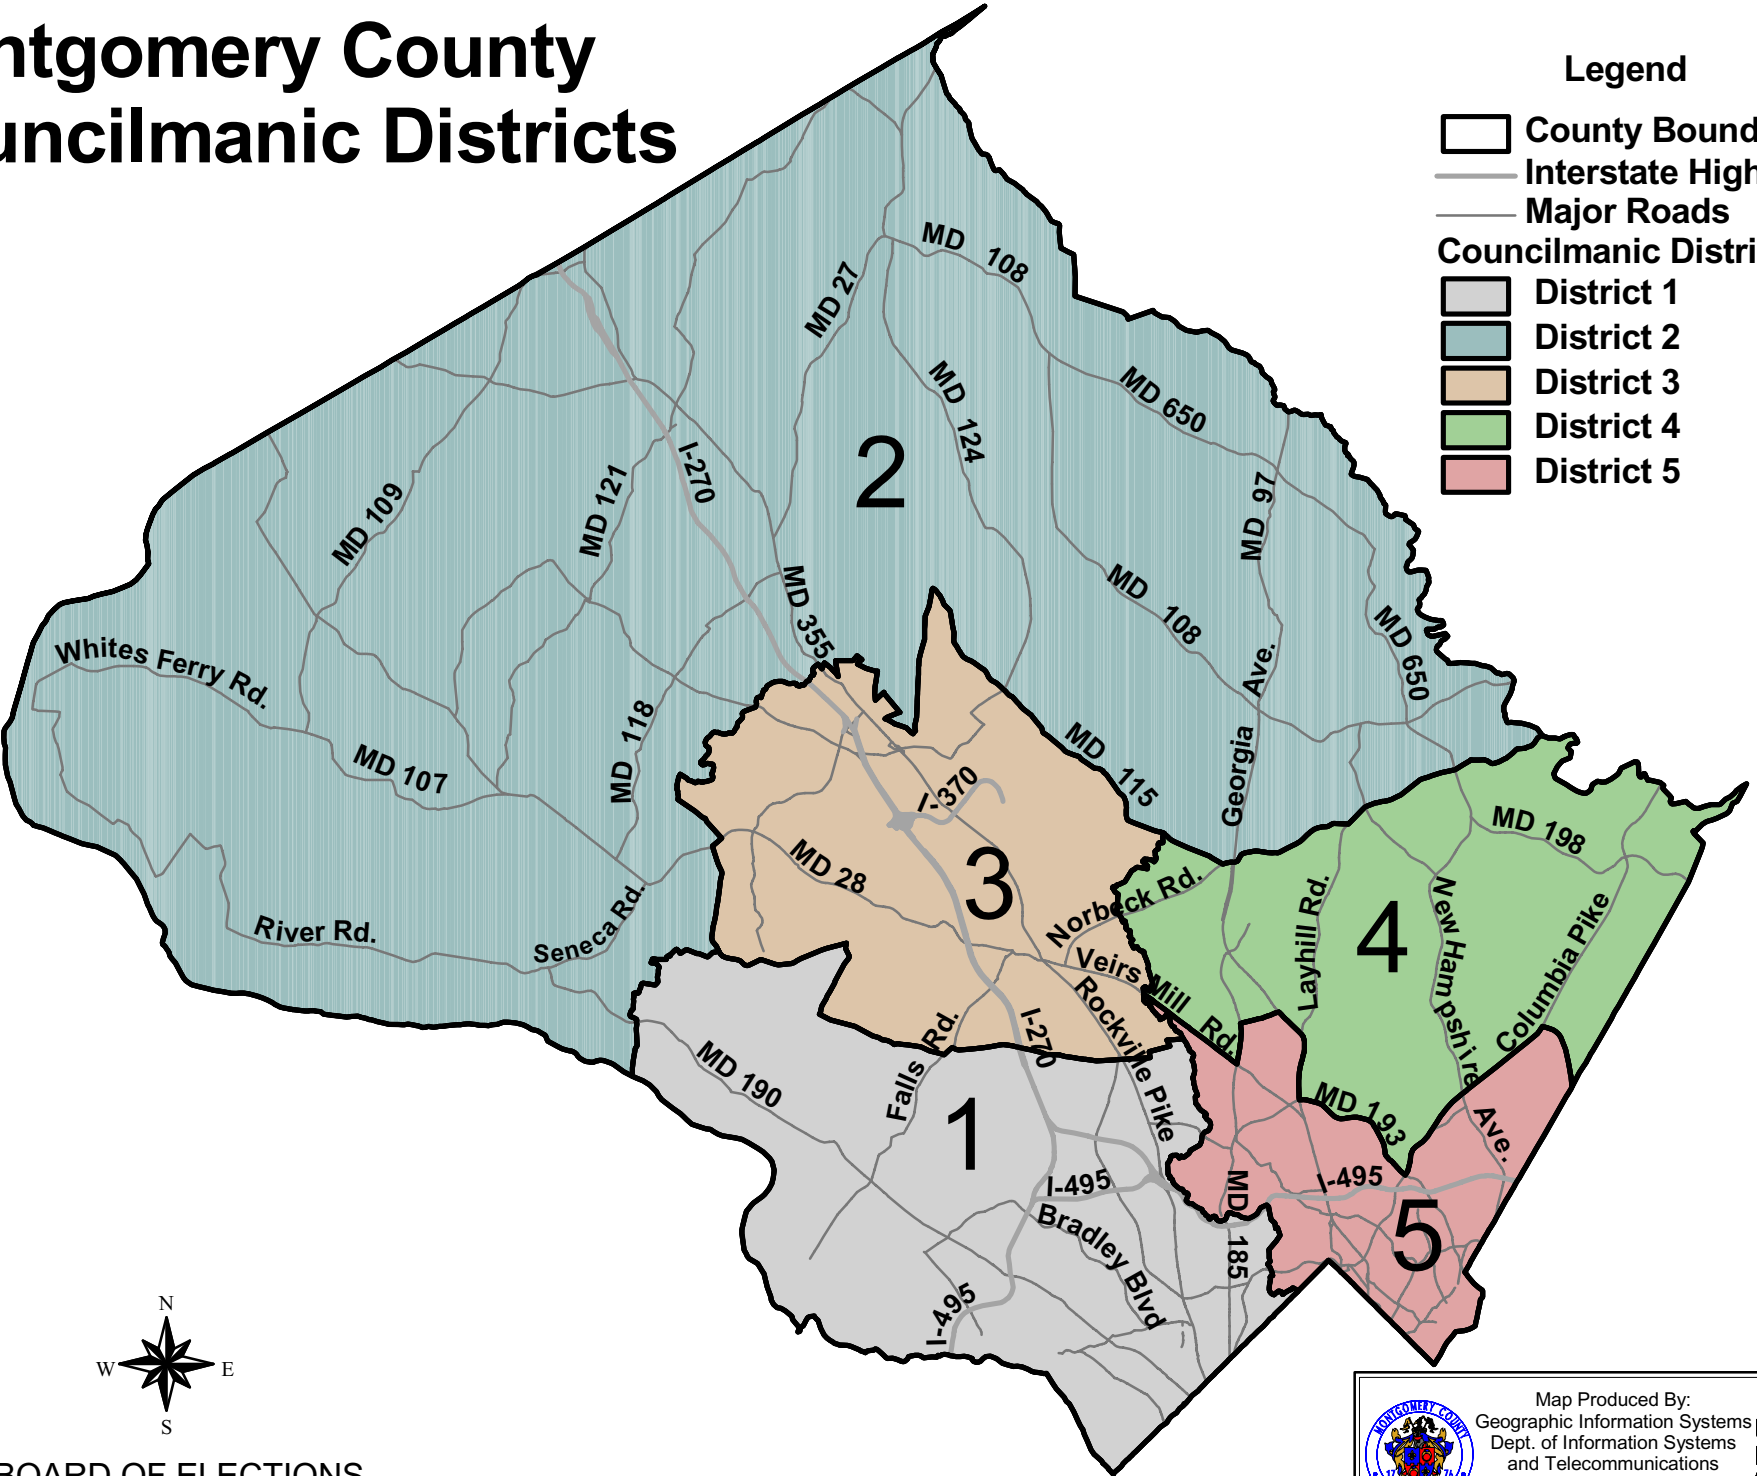 ntgomery County
uncilmanic Districts
Legend
County Bound
Interstate High
Major Roads
Councilmanic Distri
District 1
District 2
District 3
District 4
District 5
MD 108
MD 27
MD 124
MD 650
I-270
MD 109
MD 121
2
MD 97
MD 355
MD 108
MD 650
Whites Ferry Rd.
MD 118
MD 107
Georgia Ave.
MD 115
I-370
MD 198
MD 28
3
Norbeck Rd.
Layhill Rd.
4
New Hampshire Ave.
Columbia Pike
River Rd.
Seneca Rd.
Veirs Mill Rd.
Rockville Pike
I-270
Falls Rd.
MD 190
1
MD 193
I-495
I-495
MD 185
5
Bradley Blvd
I-495
N
W E
S
BOARD OF ELECTIONS
MONTGOMERY COUNTY
17 76
Map Produced By:
Geographic Information Systems
Dept. of Information Systems
and Telecommunications